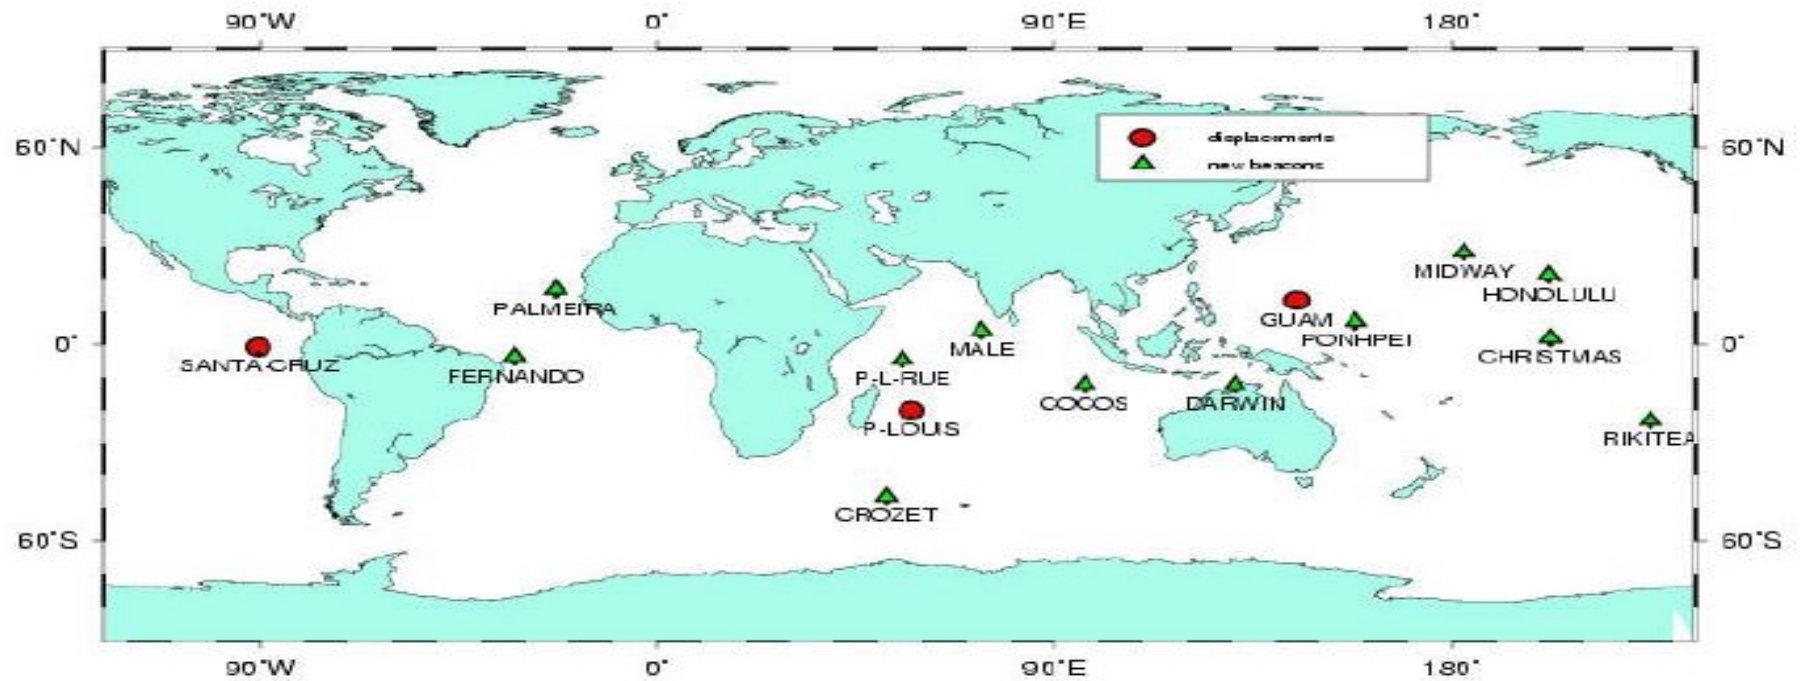 90°W 0° 90°E 180°
60°N 60°N
displacements
new beacons
MIDWAY
HONOLULU
PALMEIRA
GUAM
PONHPEI
0° 0°
MALE
CHRISTMAS
SANTA-CRUZ
FERNANDO
P-L-RUE
COCOS
DARWIN
P-LOUIS
RIKITEA
CROZET
60°S 60°S
90°W 0° 90°E 180°